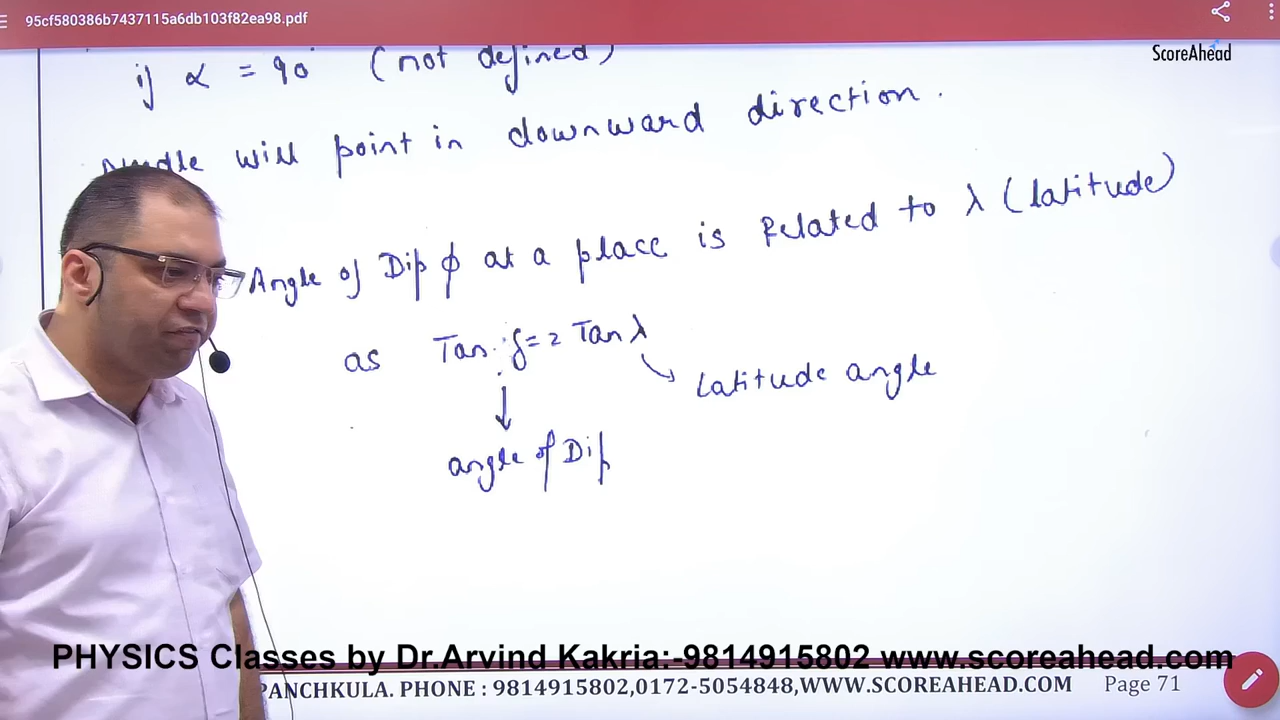 95cf580386b7437115a6db103f82ea98.pdf
ScoreAhead
if α = 90° (not defined)
needle will point in downward direction.
Angle of Dip ϕ at a place is Related to λ (latitude)
as Tan δ = 2 Tan λ
Latitude angle
angle of Dip
PHYSICS Classes by Dr.Arvind Kakria:-9814915802 www.scoreahead.com
PANCHKULA. PHONE : 9814915802,0172-5054848,WWW.SCOREAHEAD.COM Page 71